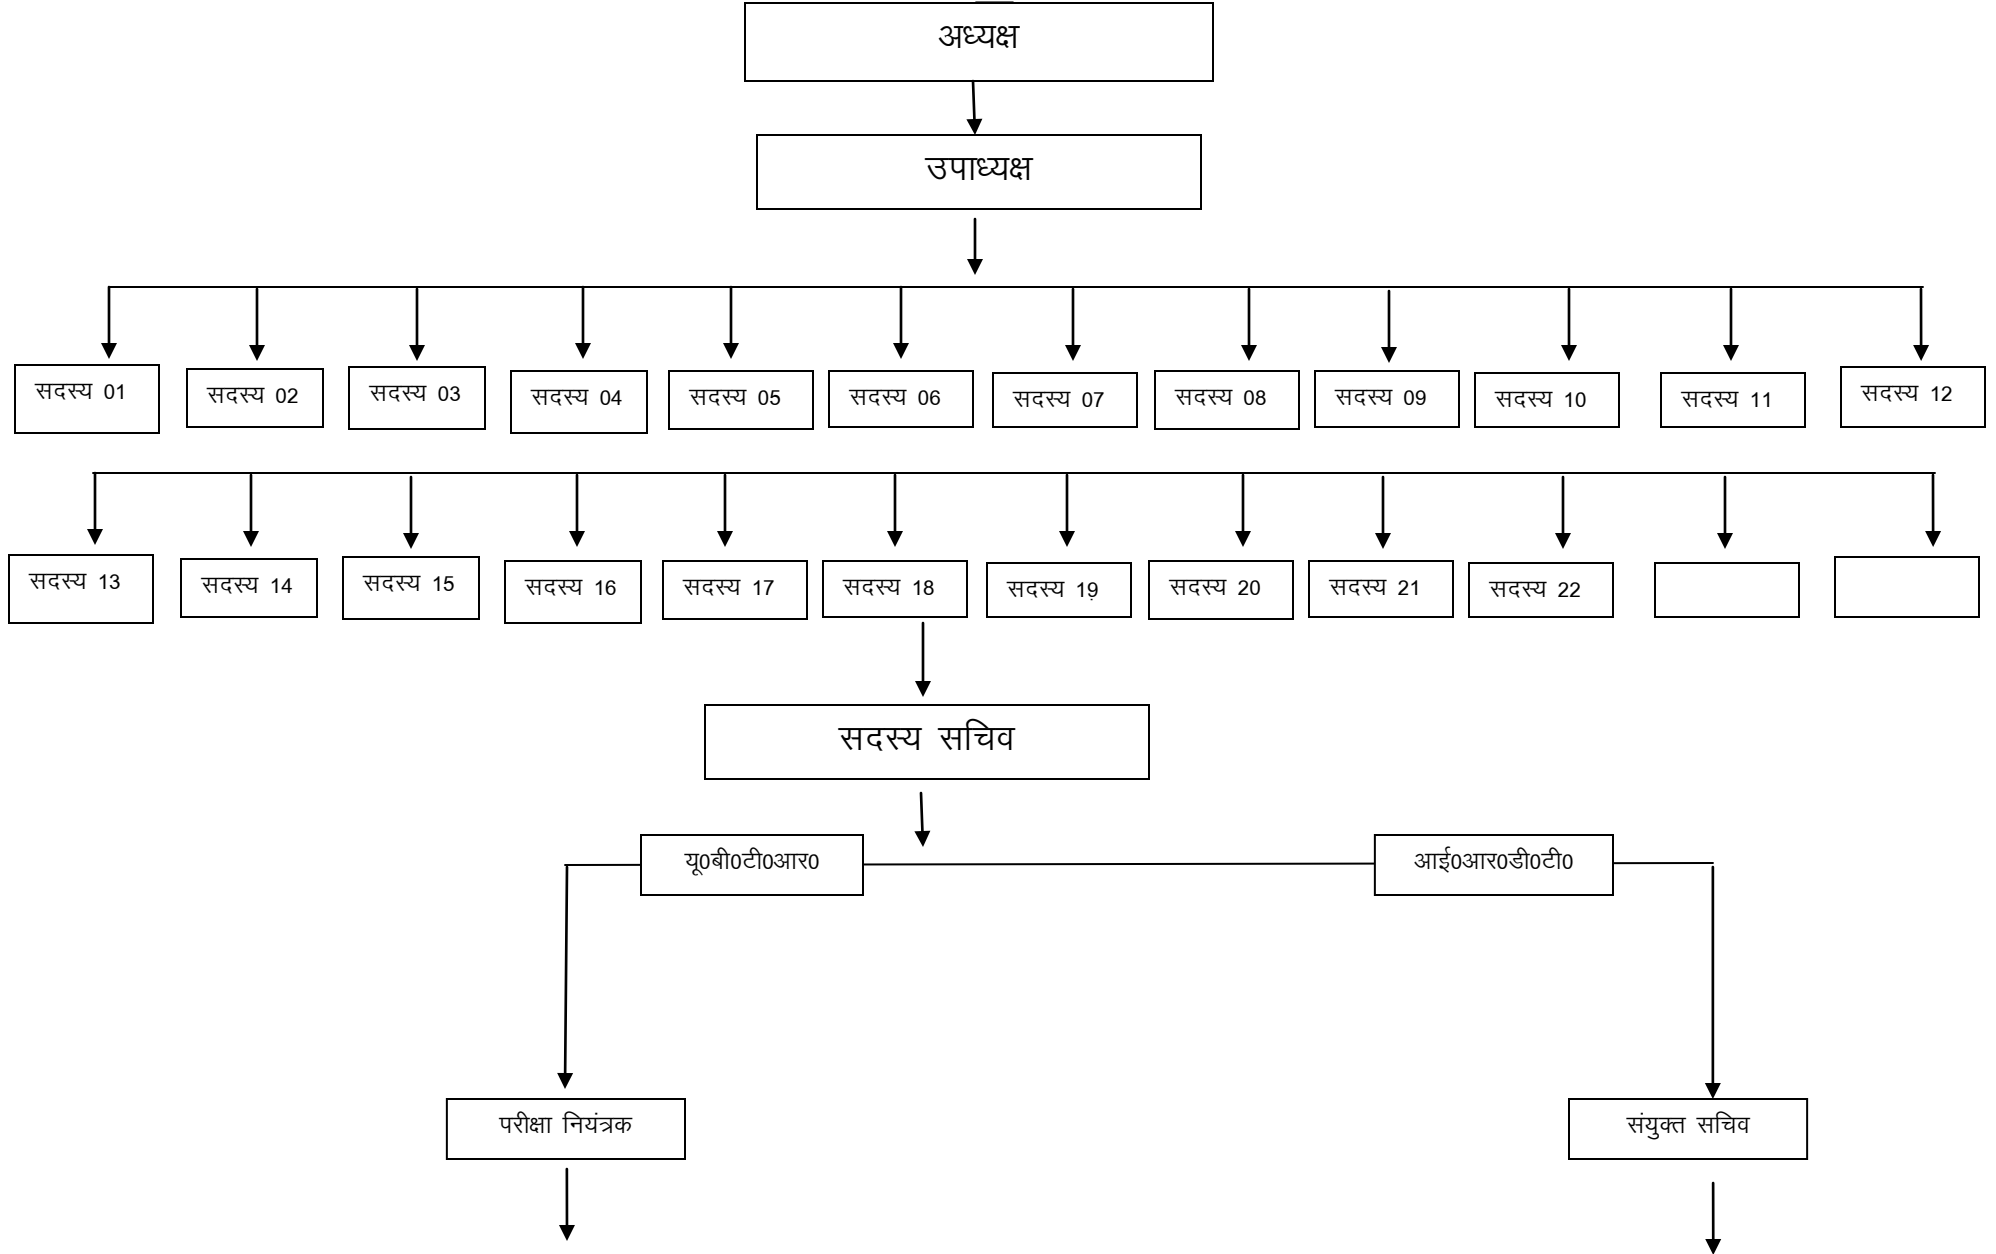 अध्यक्ष
उपाध्यक्ष
सदस्य 01
सदस्य 02
सदस्य 03
सदस्य 04
सदस्य 05
सदस्य 06
सदस्य 07
सदस्य 08
सदस्य 09
सदस्य 10
सदस्य 11
सदस्य 12
सदस्य 13
सदस्य 14
सदस्य 15
सदस्य 16
सदस्य 17
सदस्य 18
सदस्य 19
सदस्य 20
सदस्य 21
सदस्य 22
सदस्य सचिव
यू0बी0टी0आर0
आई0आर0डी0टी0
परीक्षा नियंत्रक
संयुक्त सचिव